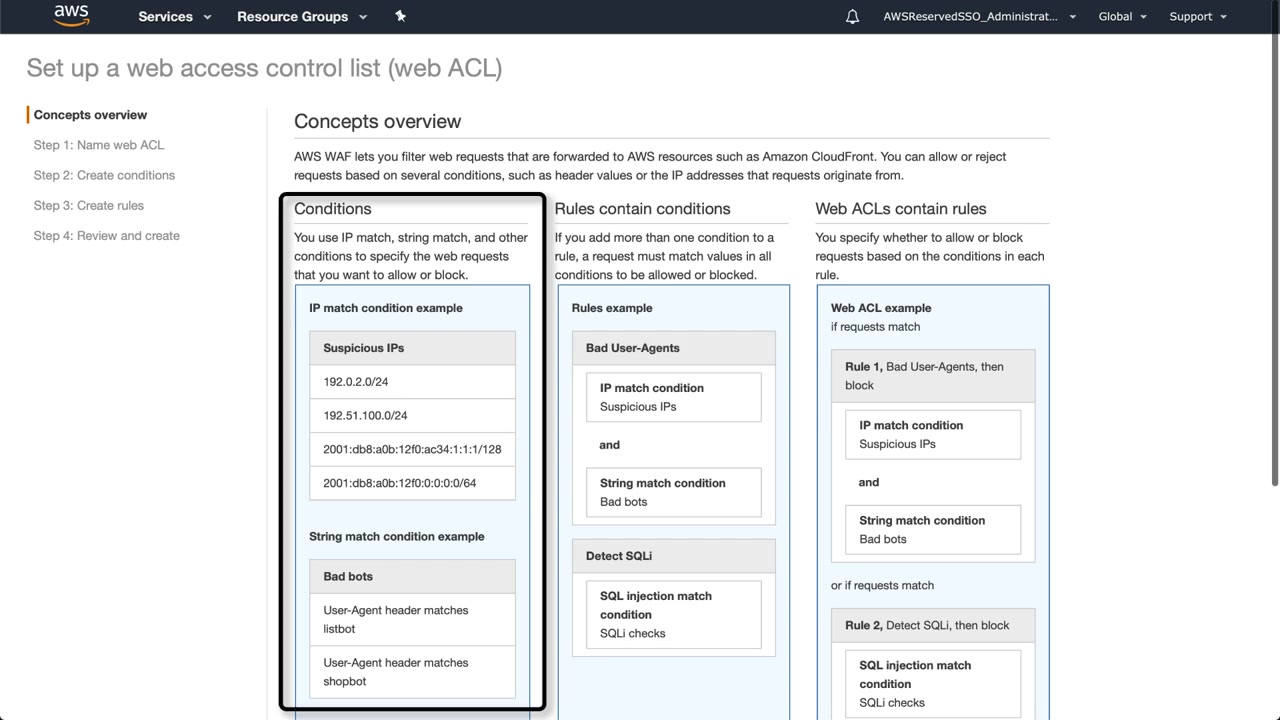 aws
Services
Resource Groups
AWSReservedSSO_Administrat...
Global
Support
Set up a web access control list (web ACL)
Concepts overview
Step 1: Name web ACL
Step 2: Create conditions
Step 3: Create rules
Step 4: Review and create
Concepts overview
AWS WAF lets you filter web requests that are forwarded to AWS resources such as Amazon CloudFront. You can allow or reject
requests based on several conditions, such as header values or the IP addresses that requests originate from.
Conditions
You use IP match, string match, and other
conditions to specify the web requests
that you want to allow or block.
IP match condition example
Suspicious IPs
192.0.2.0/24
192.51.100.0/24
2001:db8:a0b:12f0:ac34:1:1:1/128
2001:db8:a0b:12f0:0:0:0:0/64
String match condition example
Bad bots
User-Agent header matches
listbot
User-Agent header matches
shopbot
Rules contain conditions
If you add more than one condition to a
rule, a request must match values in all
conditions to be allowed or blocked.
Rules example
Bad User-Agents
IP match condition
Suspicious IPs
and
String match condition
Bad bots
Detect SQLi
SQL injection match
condition
SQLi checks
Web ACLs contain rules
You specify whether to allow or block
requests based on the conditions in each
rule.
Web ACL example
if requests match
Rule 1, Bad User-Agents, then
block
IP match condition
Suspicious IPs
and
String match condition
Bad bots
or if requests match
Rule 2, Detect SQLi, then block
SQL injection match
condition
SQLi checks